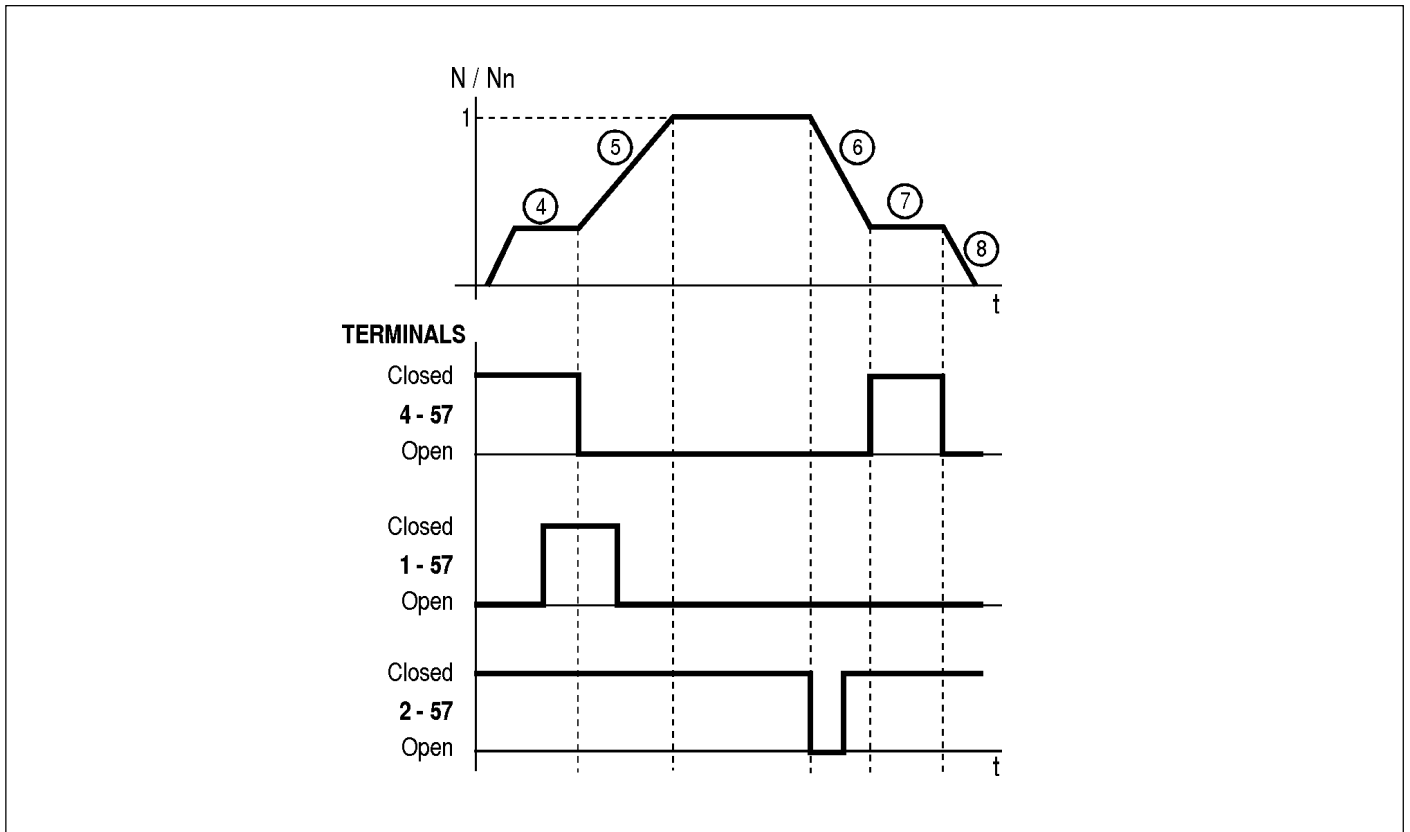 N / Nn
1
5
6
4
7
8
t
TERMINALS
Closed
4 - 57
Open
Closed
1 - 57
Open
Closed
2 - 57
Open
t